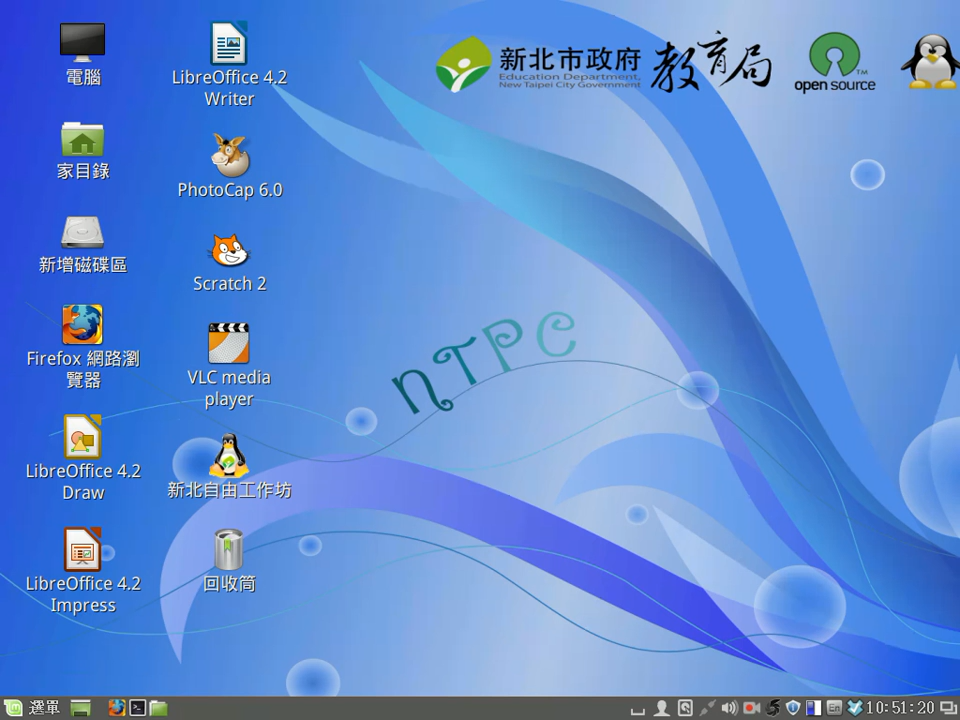 電腦
家目錄
新增磁碟區
Firefox 網路瀏
覽器
LibreOffice 4.2
Draw
LibreOffice 4.2
Impress
LibreOffice 4.2
Writer
PhotoCap 6.0
Scratch 2
VLC media
player
新北自由工作坊
回收筒
新北市政府
Education Department,
New Taipei City Government
教育局
open source
TM
NTPC
選單
En
10:51:20